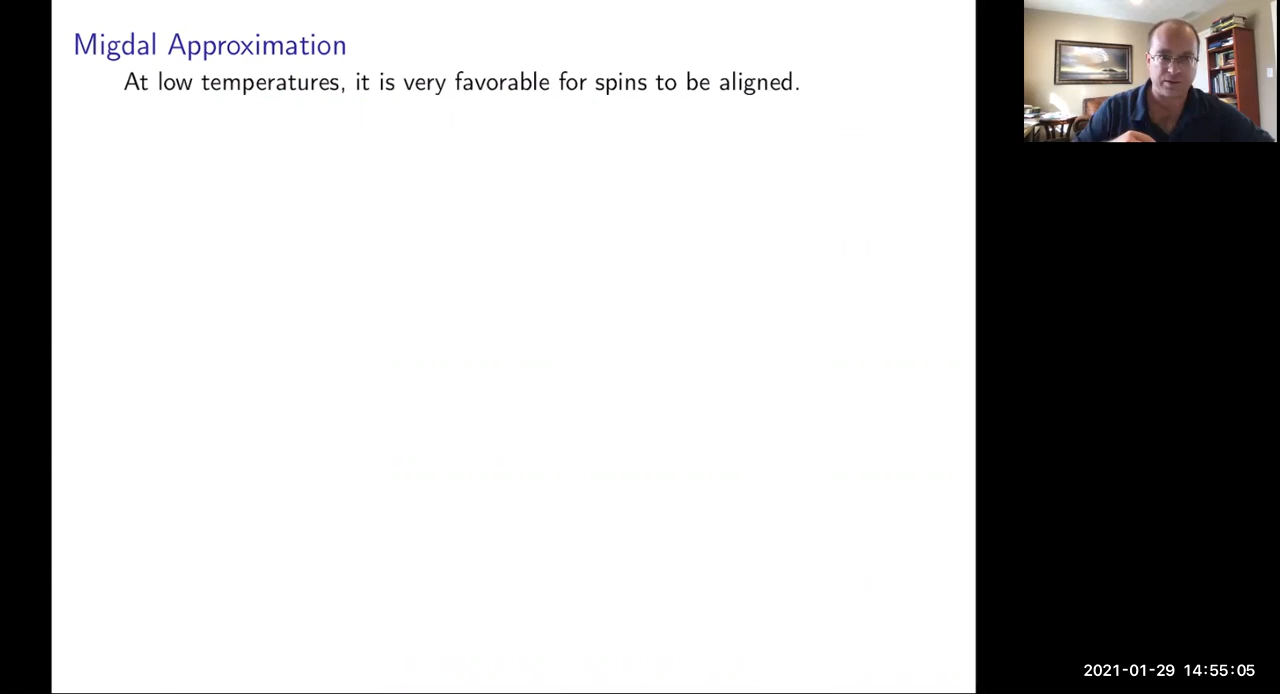 Migdal Approximation
At low temperatures, it is very favorable for spins to be aligned.
2021-01-29 14:55:05